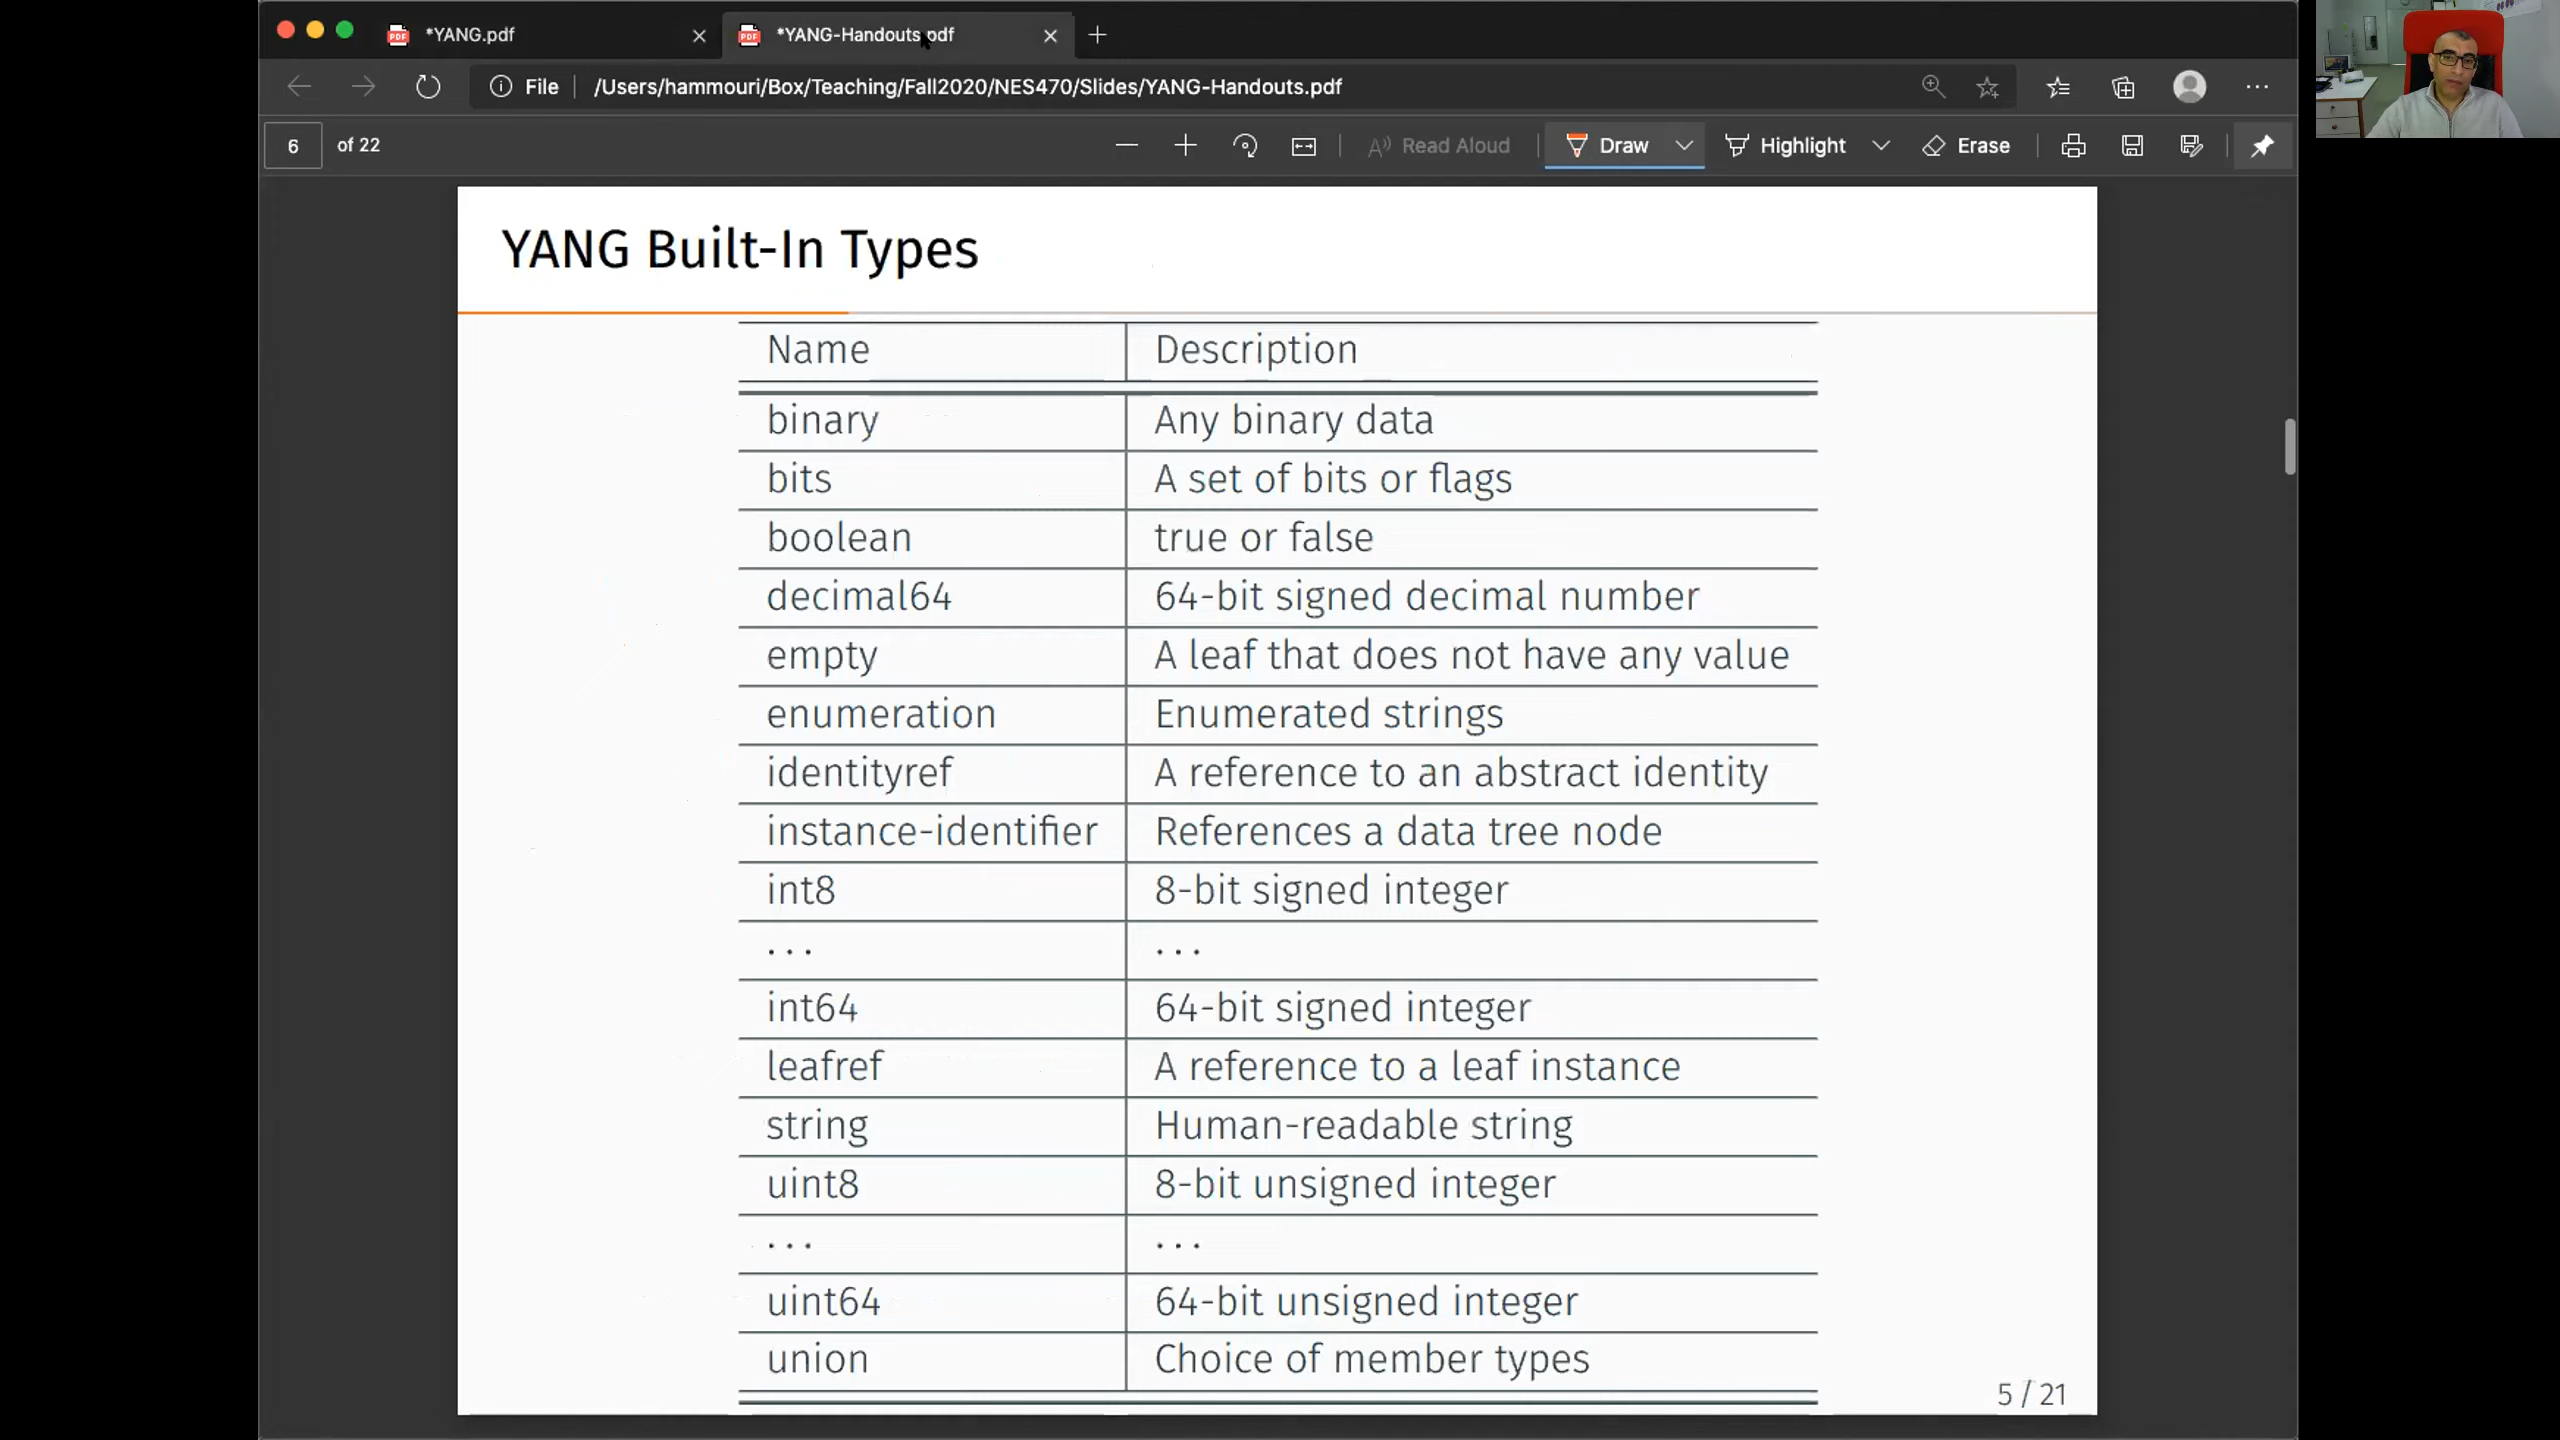 *YANG.pdf
*YANG-Handouts.pdf
File /Users/hammouri/Box/Teaching/Fall2020/NES470/Slides/YANG-Handouts.pdf
6 of 22 Read Aloud Draw Highlight Erase
YANG Built-In Types
Name Description
binary Any binary data
bits A set of bits or flags
boolean true or false
decimal64 64-bit signed decimal number
empty A leaf that does not have any value
enumeration Enumerated strings
identityref A reference to an abstract identity
instance-identifier References a data tree node
int8 8-bit signed integer
... ...
int64 64-bit signed integer
leafref A reference to a leaf instance
string Human-readable string
uint8 8-bit unsigned integer
... ...
uint64 64-bit unsigned integer
union Choice of member types
5 / 21